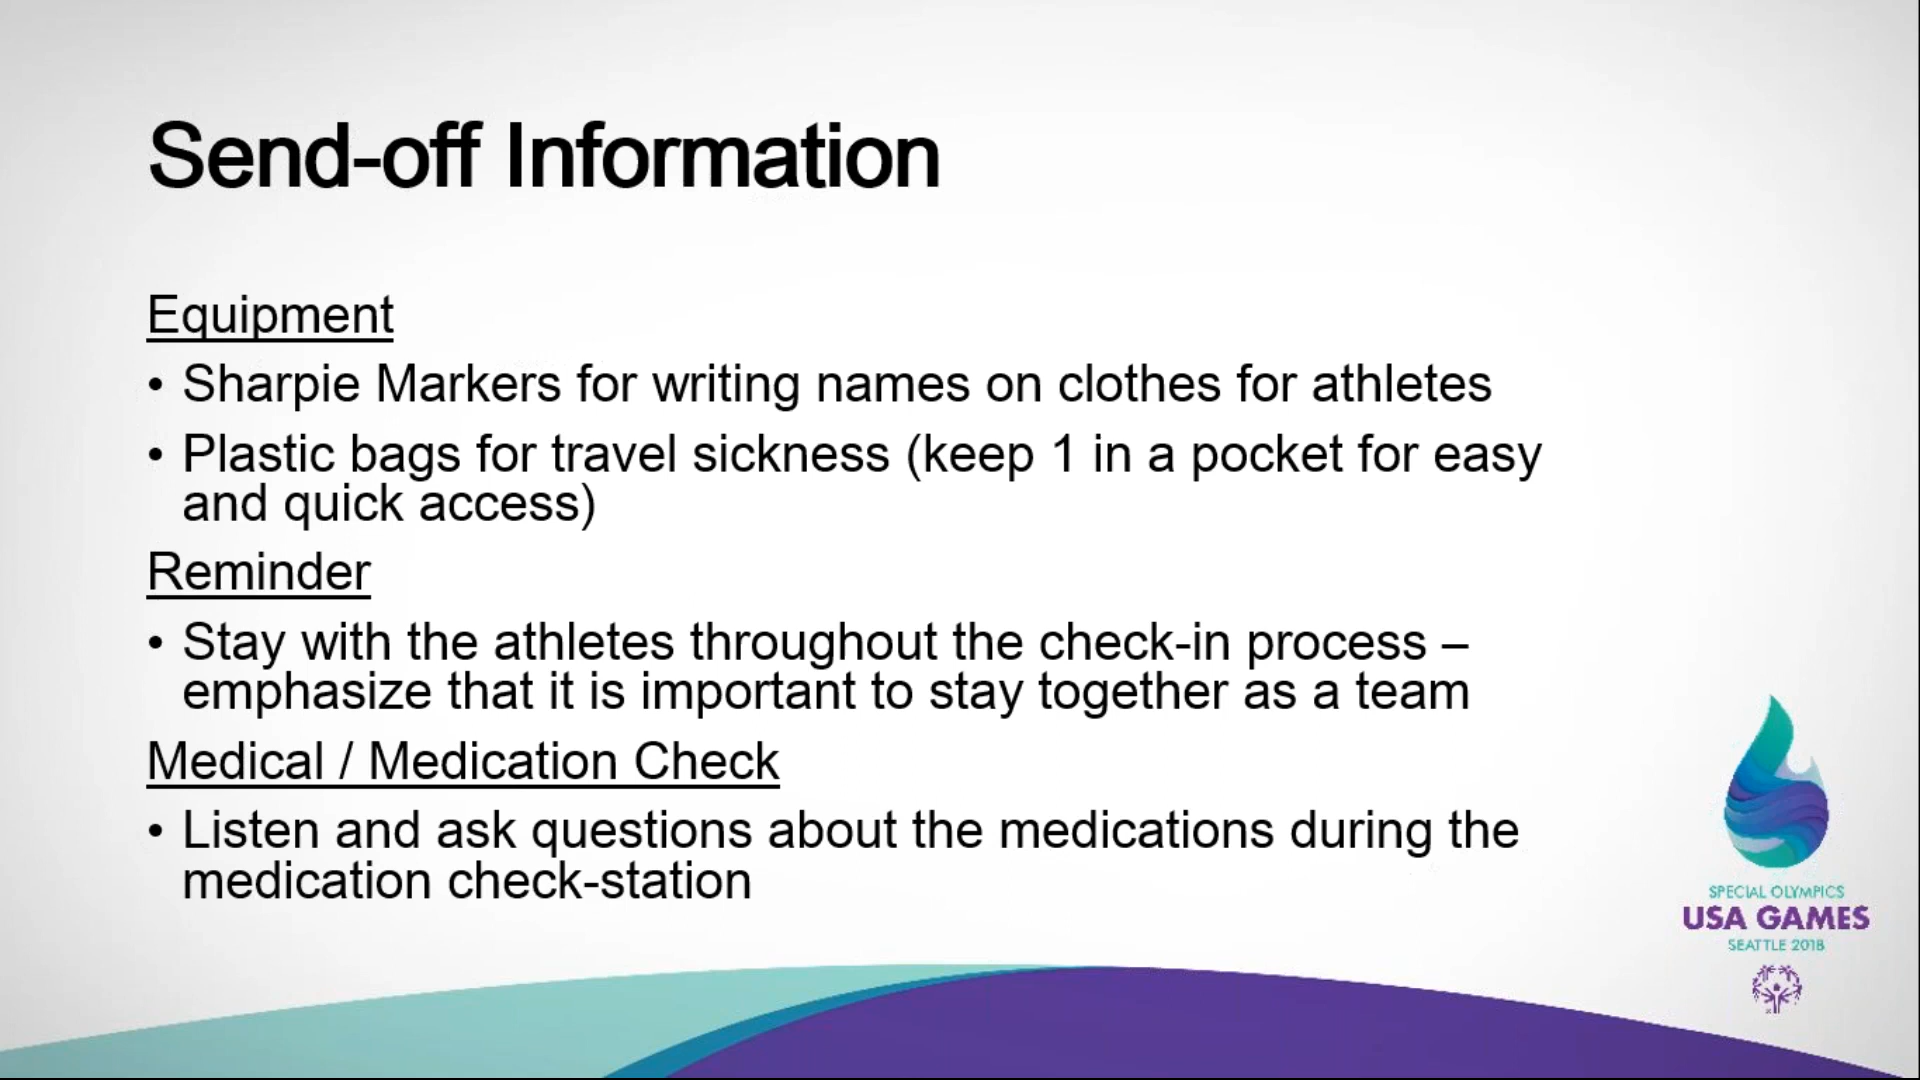 Send-off Information
Equipment
• Sharpie Markers for writing names on clothes for athletes
• Plastic bags for travel sickness (keep 1 in a pocket for easy
and quick access)
Reminder
• Stay with the athletes throughout the check-in process –
emphasize that it is important to stay together as a team
Medical / Medication Check
• Listen and ask questions about the medications during the
medication check-station
SPECIAL OLYMPICS
USA GAMES
SEATTLE 2018